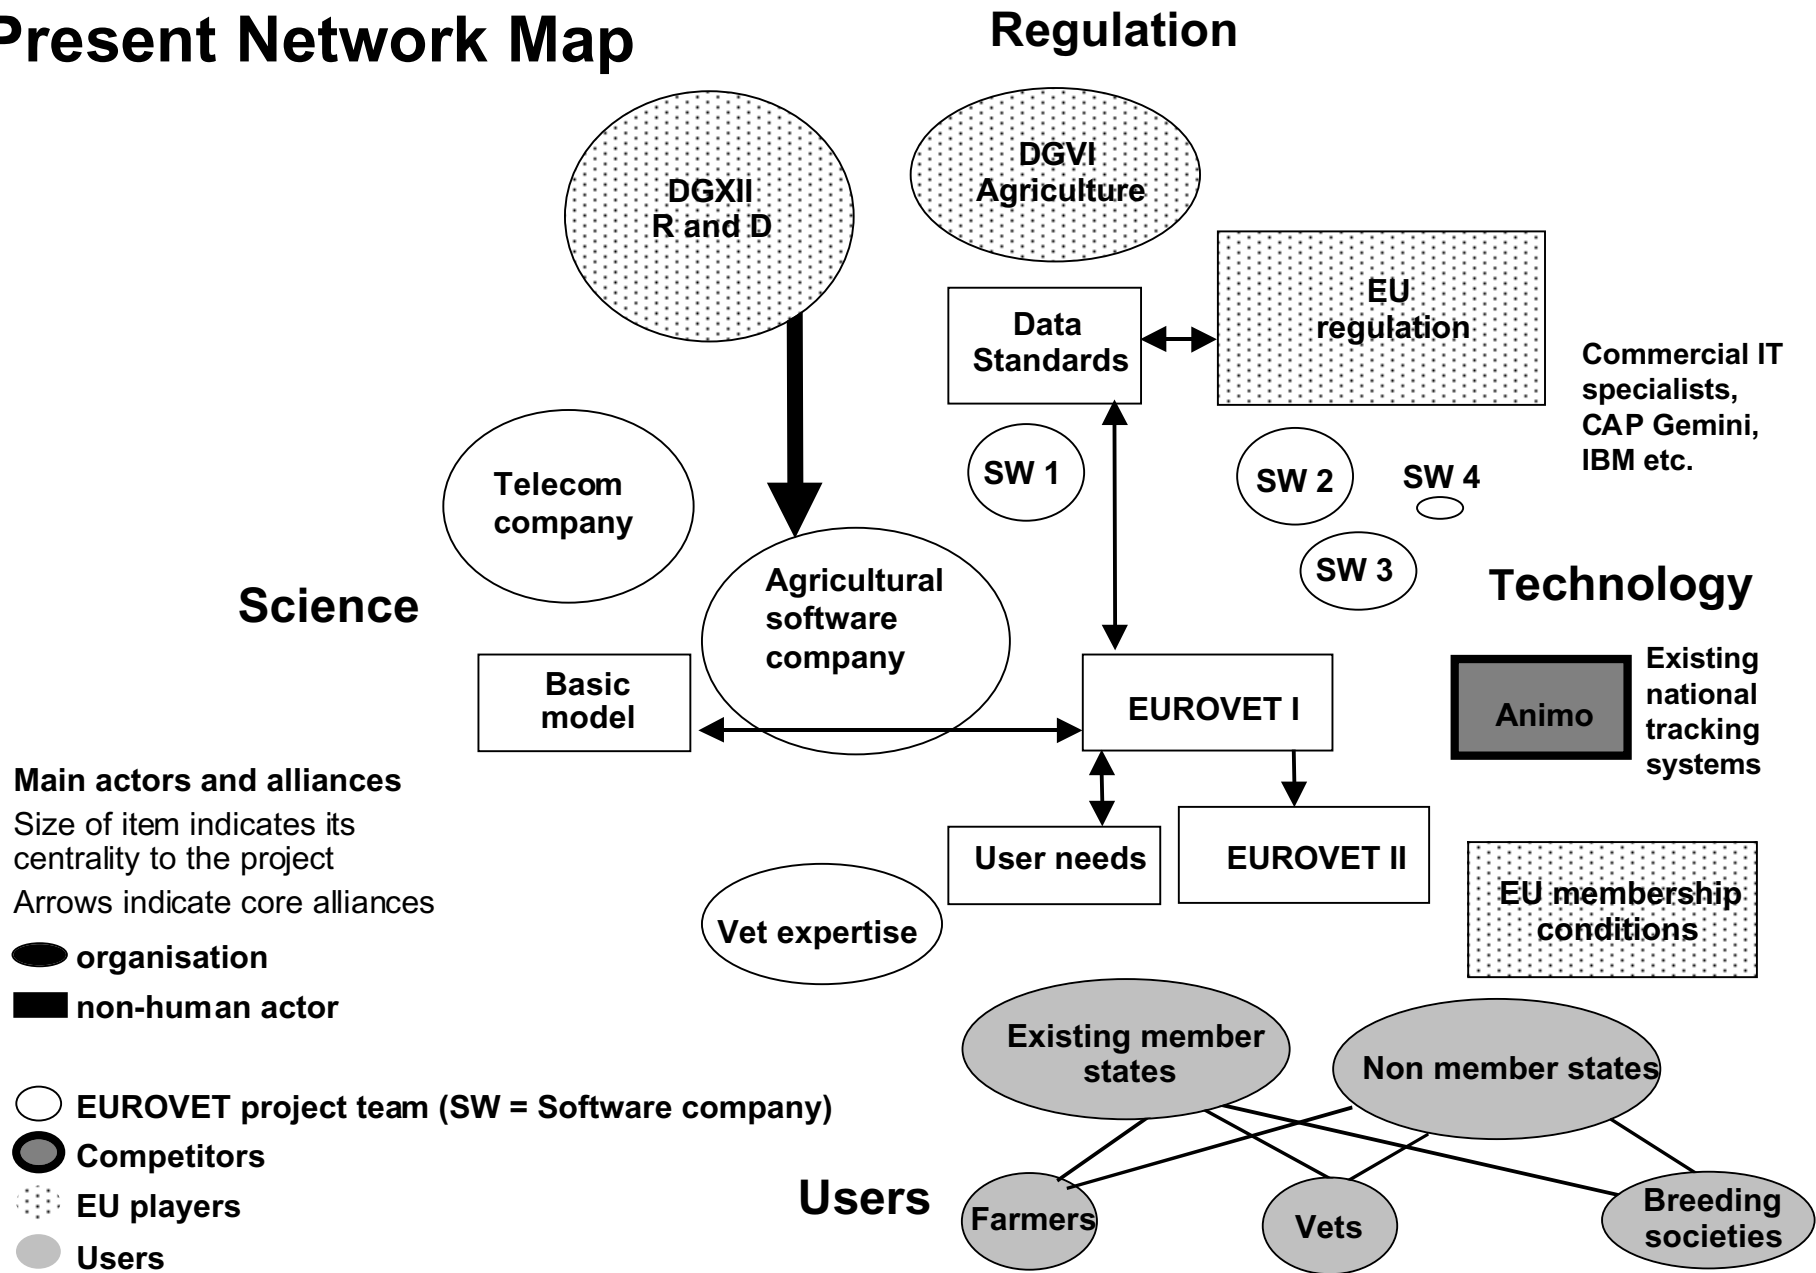 Present Network Map
Regulation
DGXII
R and D
DGVI
Agriculture
EU
regulation
Data
Standards
Commercial IT
specialists,
CAP Gemini,
IBM etc.
Telecom
company
SW 1
SW 2
SW 4
SW 3
Science
Agricultural
software
company
Technology
Basic
model
EUROVET I
Animo
Existing
national
tracking
systems
Main actors and alliances
Size of item indicates its
centrality to the project
Arrows indicate core alliances
organisation
non-human actor
User needs
EUROVET II
Vet expertise
EU membership
conditions
Existing member
states
Non member states
EUROVET project team (SW = Software company)
Competitors
EU players
Users
Users
Farmers
Vets
Breeding
societies